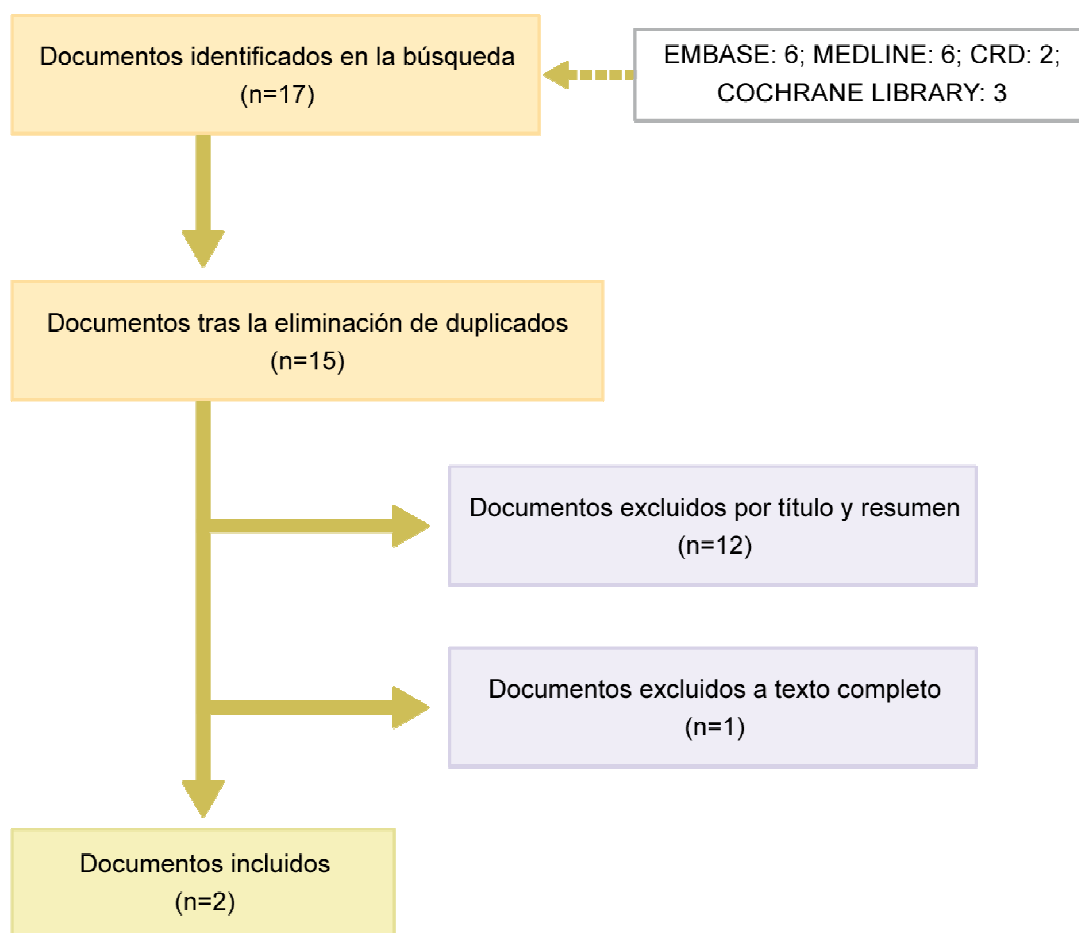 Documentos identificados en la búsqueda
(n=17)
EMBASE: 6; MEDLINE: 6; CRD: 2;
COCHRANE LIBRARY: 3
Documentos tras la eliminación de duplicados
(n=15)
Documentos excluidos por título y resumen
(n=12)
Documentos excluidos a texto completo
(n=1)
Documentos incluidos
(n=2)